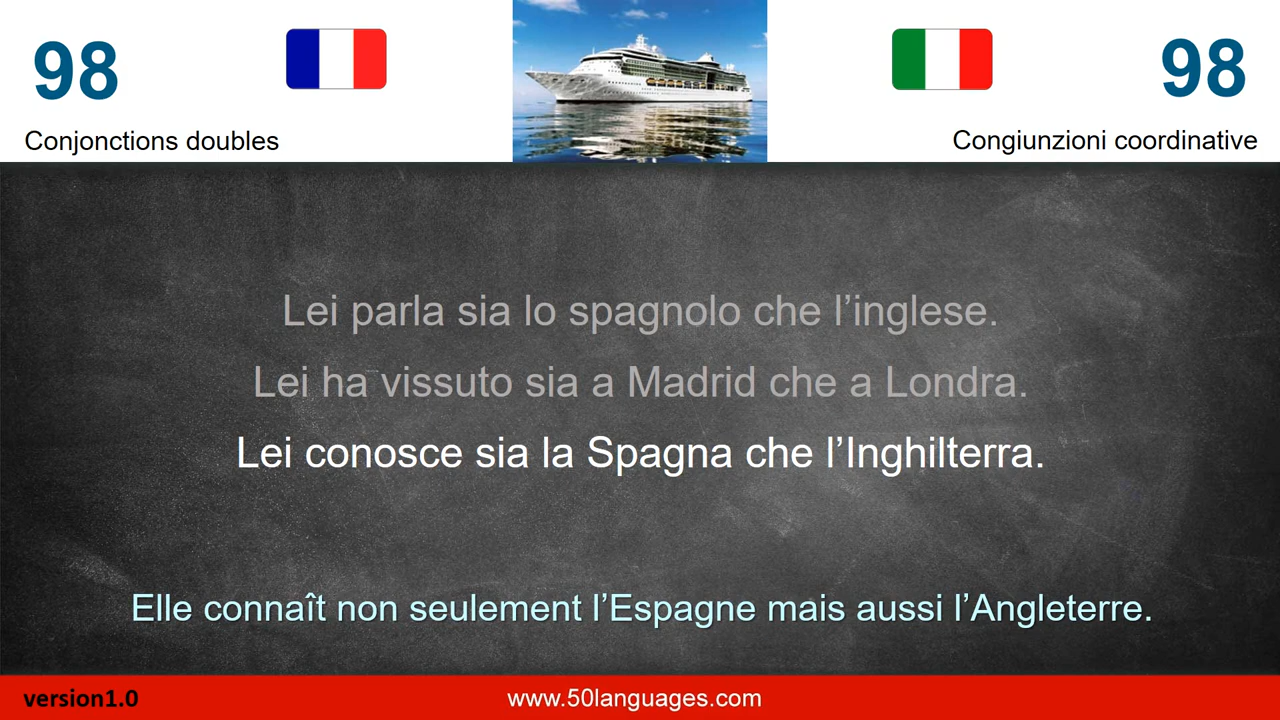 98
98
Conjonctions doubles
Congiunzioni coordinative
Lei parla sia lo spagnolo che l’inglese.
Lei ha vissuto sia a Madrid che a Londra.
Lei conosce sia la Spagna che l’Inghilterra.
Elle connaît non seulement l’Espagne mais aussi l’Angleterre.
version1.0
www.50languages.com